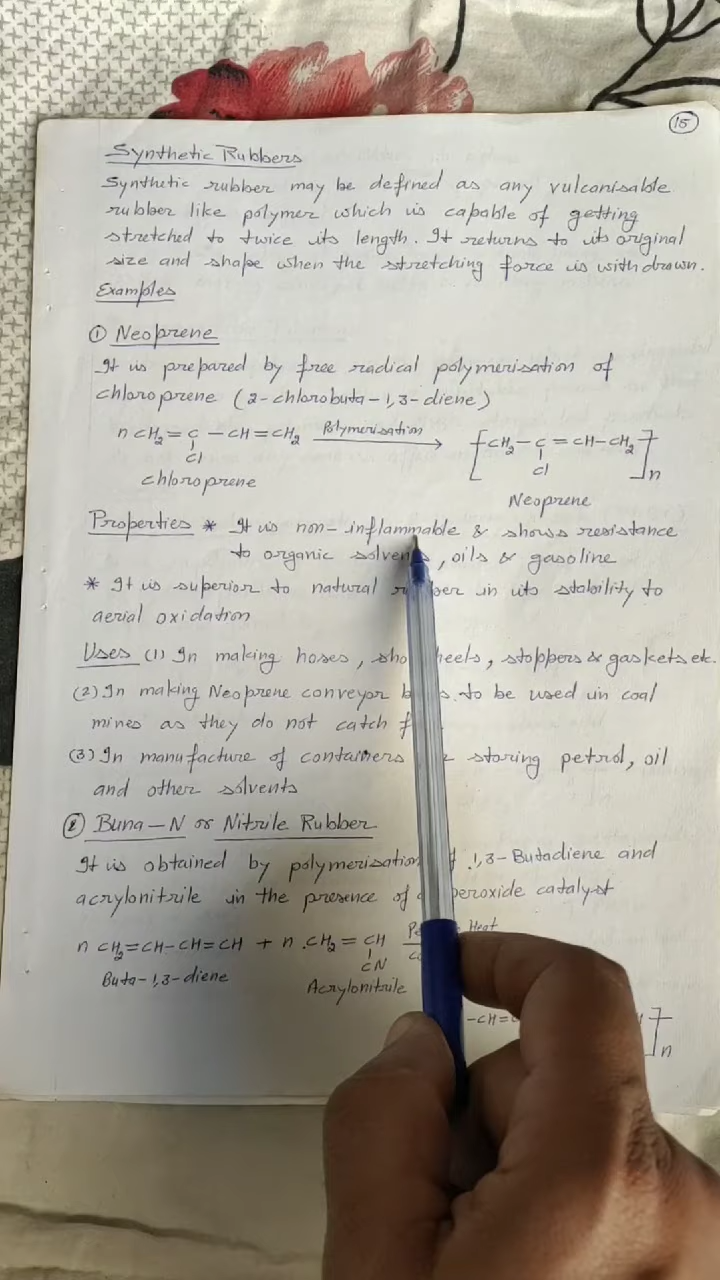 15
Synthetic Rubbers
Synthetic rubber may be defined as any vulcanisable
rubber like polymer which is capable of getting
stretched to twice its length. It returns to its original
size and shape when the stretching force is withdrawn.
Examples
① Neoprene
It is prepared by free radical polymerisation of
chloroprene (2-chlorobuta-1,3-diene)
n CH₂=C-CH=CH₂ Polymerisation → [CH₂-C=CH-CH₂]n
Cl Cl
chloroprene
Neoprene
Properties * It is non-inflammable & shows resistance
to organic solvents, oils & gasoline
* It is superior to natural in its stability to
aerial oxidation
Uses (1) In making hoses, heels, stoppers & gaskets etc.
(2) In making Neoprene conveyor to be used in coal
mines as they do not catch
(3) In manufacture of containers storing petrol, oil
and other solvents
② Buna-N or Nitrile Rubber
It is obtained by polymerisation 1,3-Butadiene and
acrylonitrile in the presence of peroxide catalyst
n CH₂=CH-CH=CH + n.CH₂=CH Heat
CN
Buta-1,3-diene Acrylonitrile
-CH= ]n